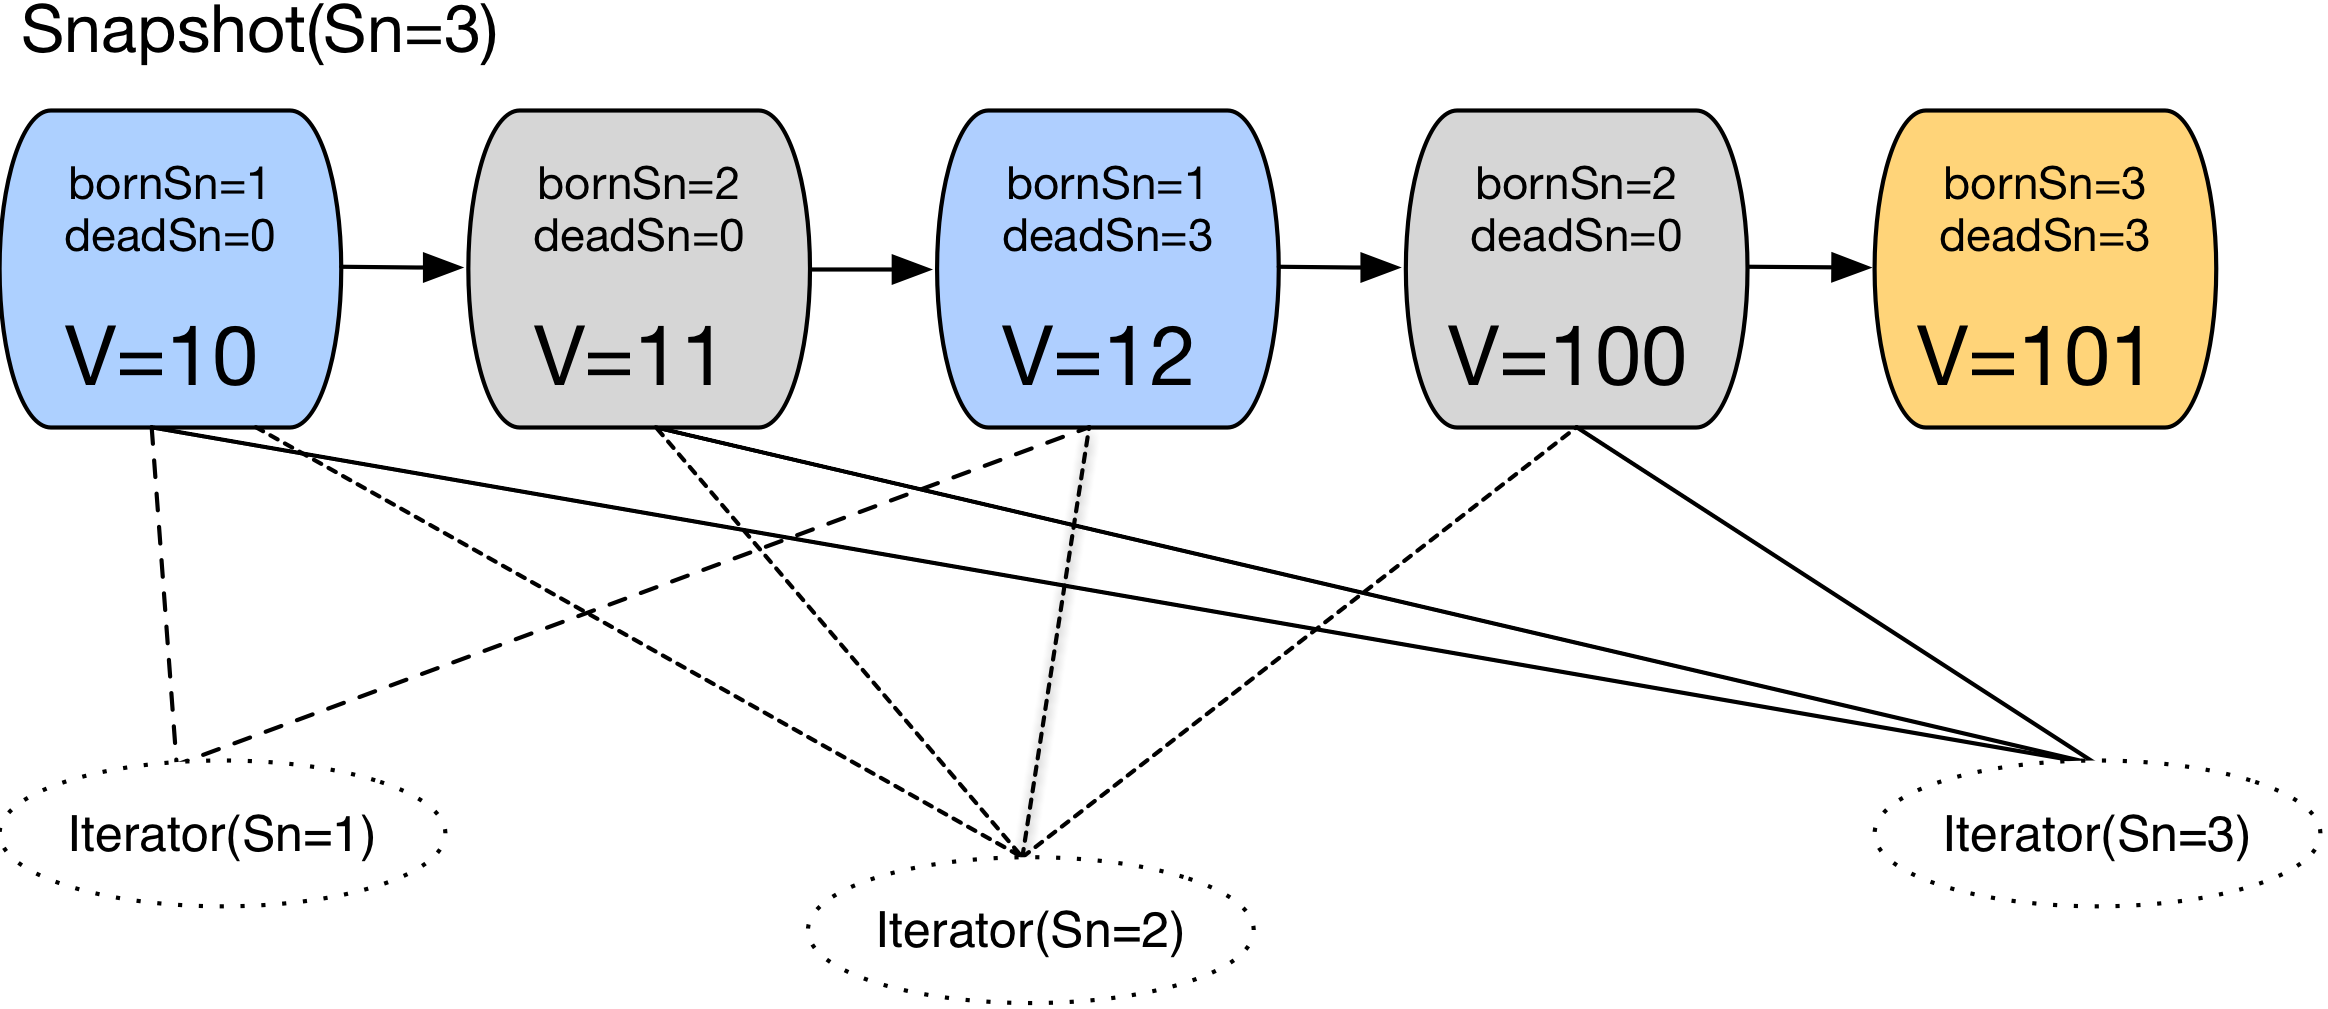 Snapshot(Sn=3)
bornSn=1
deadSn=0
V=10
bornSn=2
deadSn=0
V=11
bornSn=1
deadSn=3
V=12
bornSn=2
deadSn=0
V=100
bornSn=3
deadSn=3
V=101
Iterator(Sn=1)
Iterator(Sn=2)
Iterator(Sn=3)